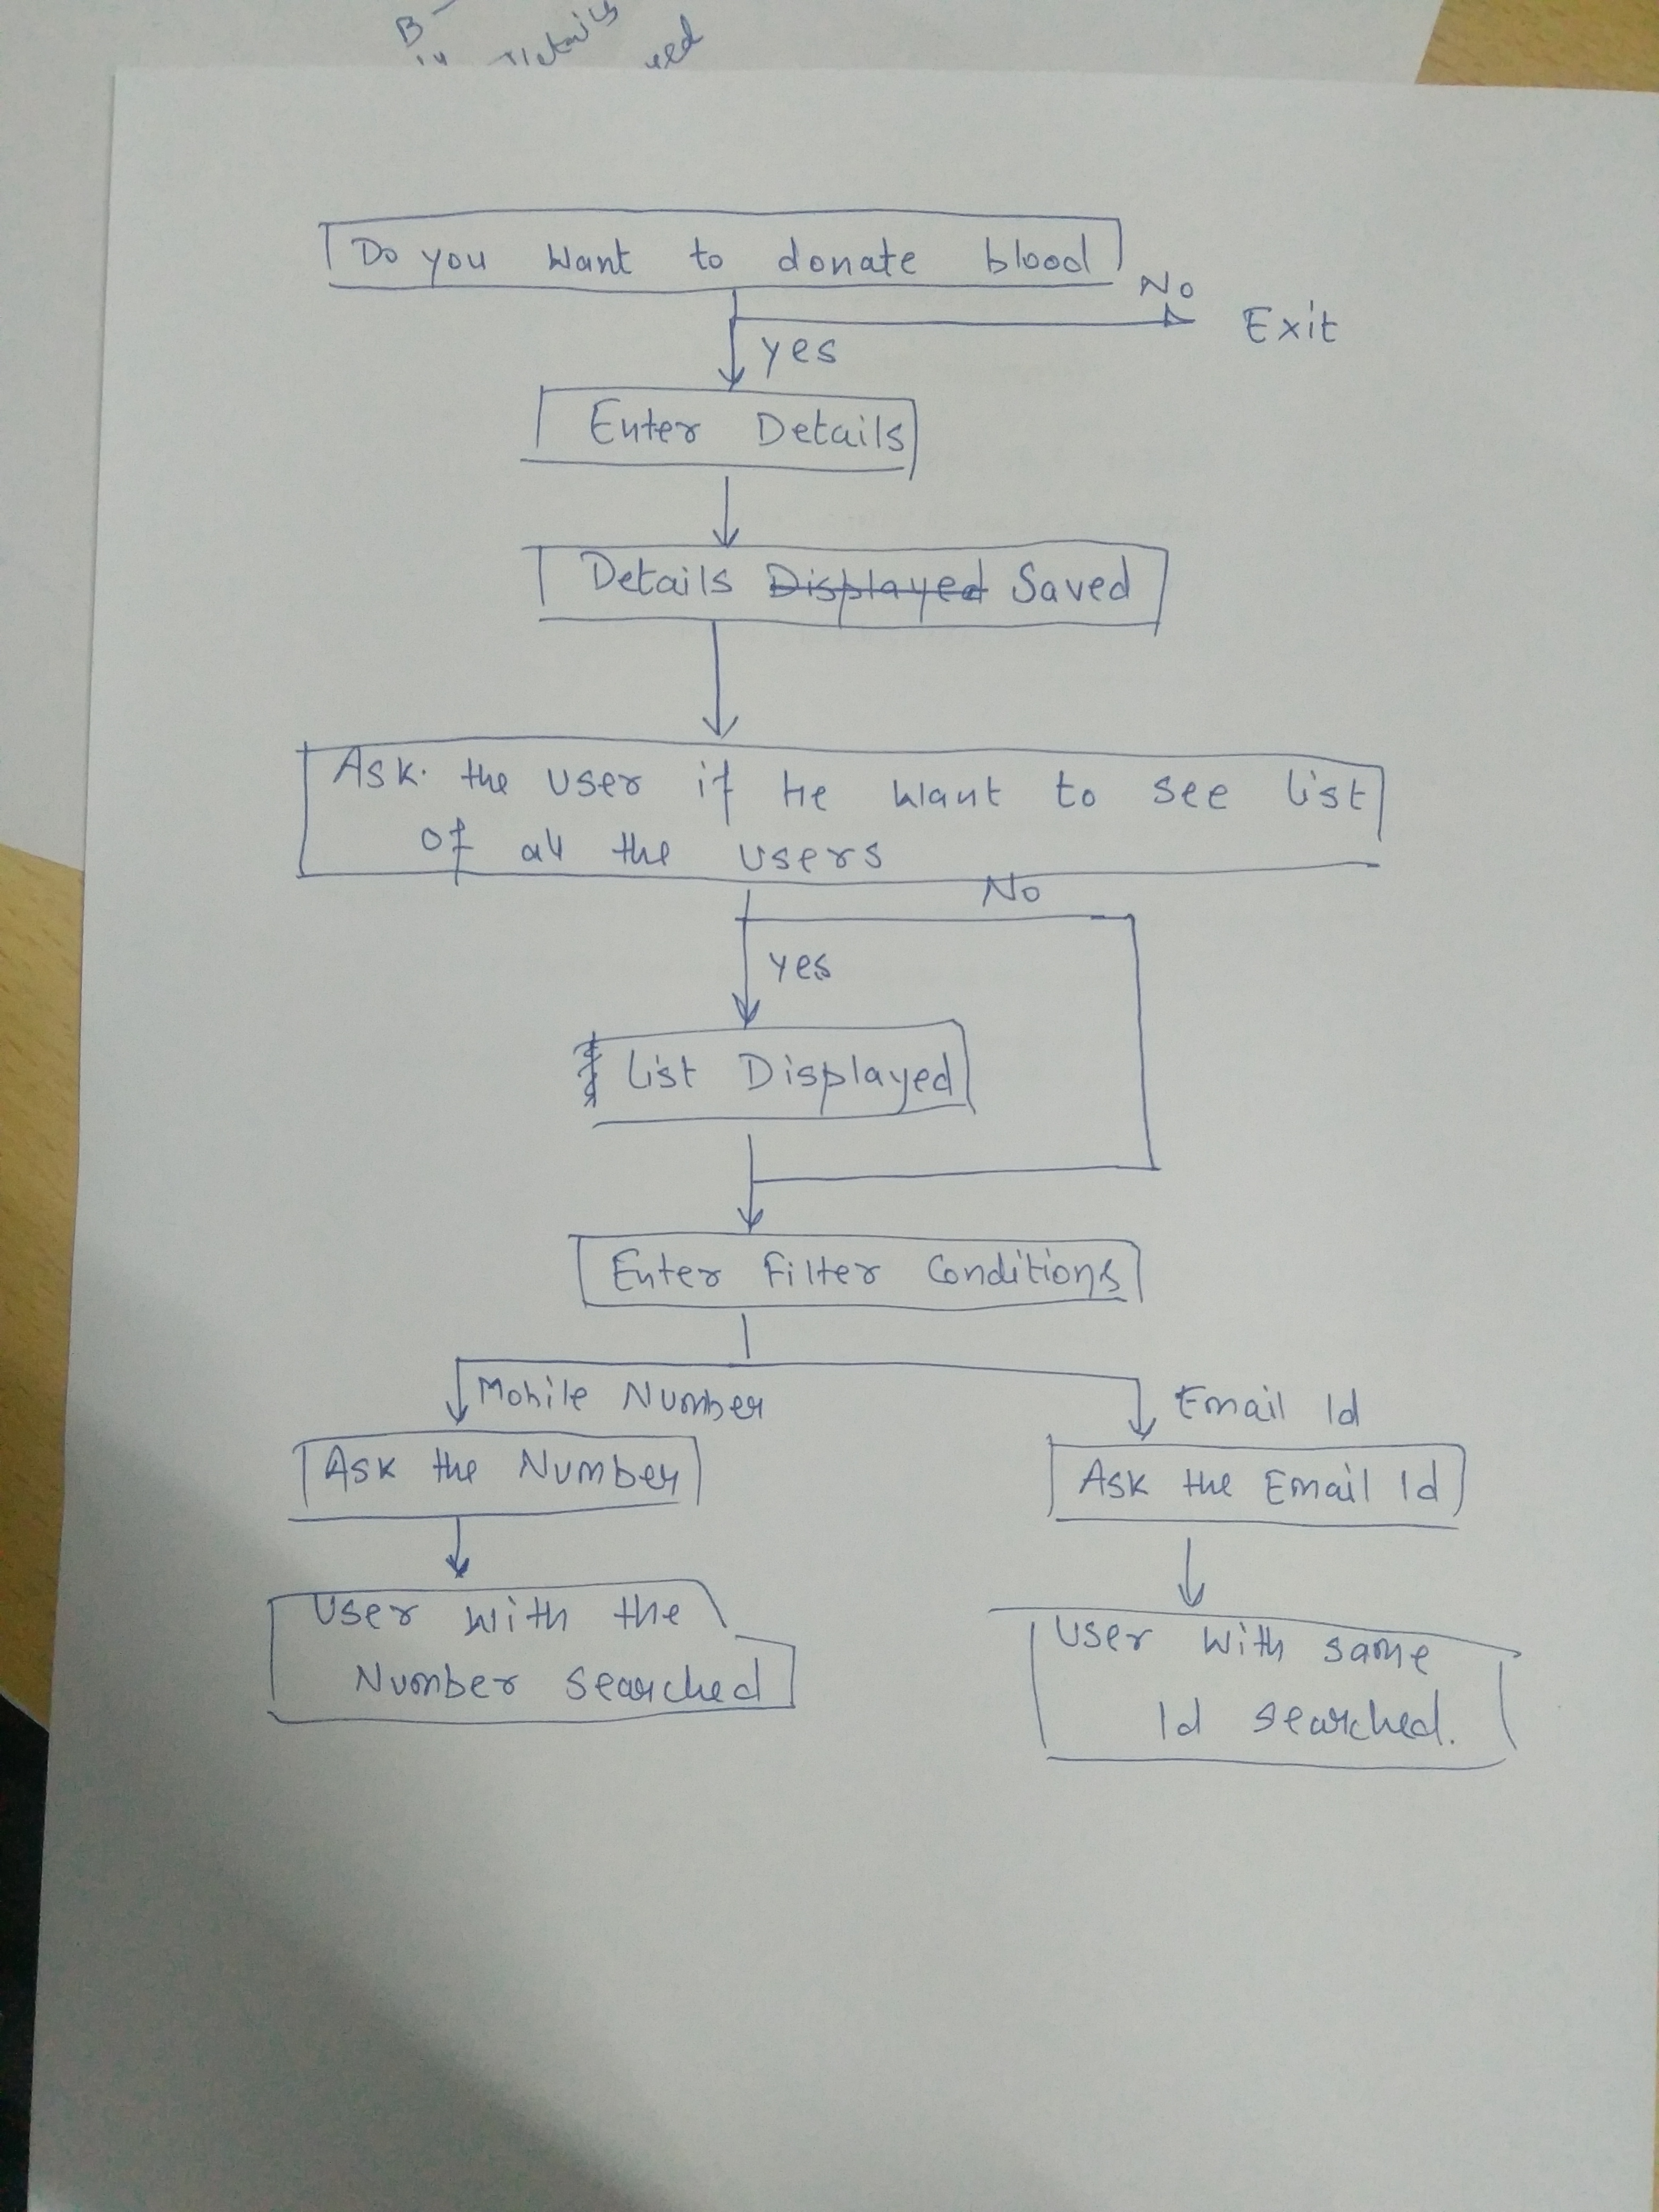 B
Details
Do you want to donate blood
No
Exit
yes
Enter Details
Details Displayed Saved
Ask the user if He want to see list
of all the users
No
yes
List Displayed
Enter Filter Conditions
Mobile Number
Email Id
Ask the Number
Ask the Email Id
User with the
Number searched
User with same
Id searched.